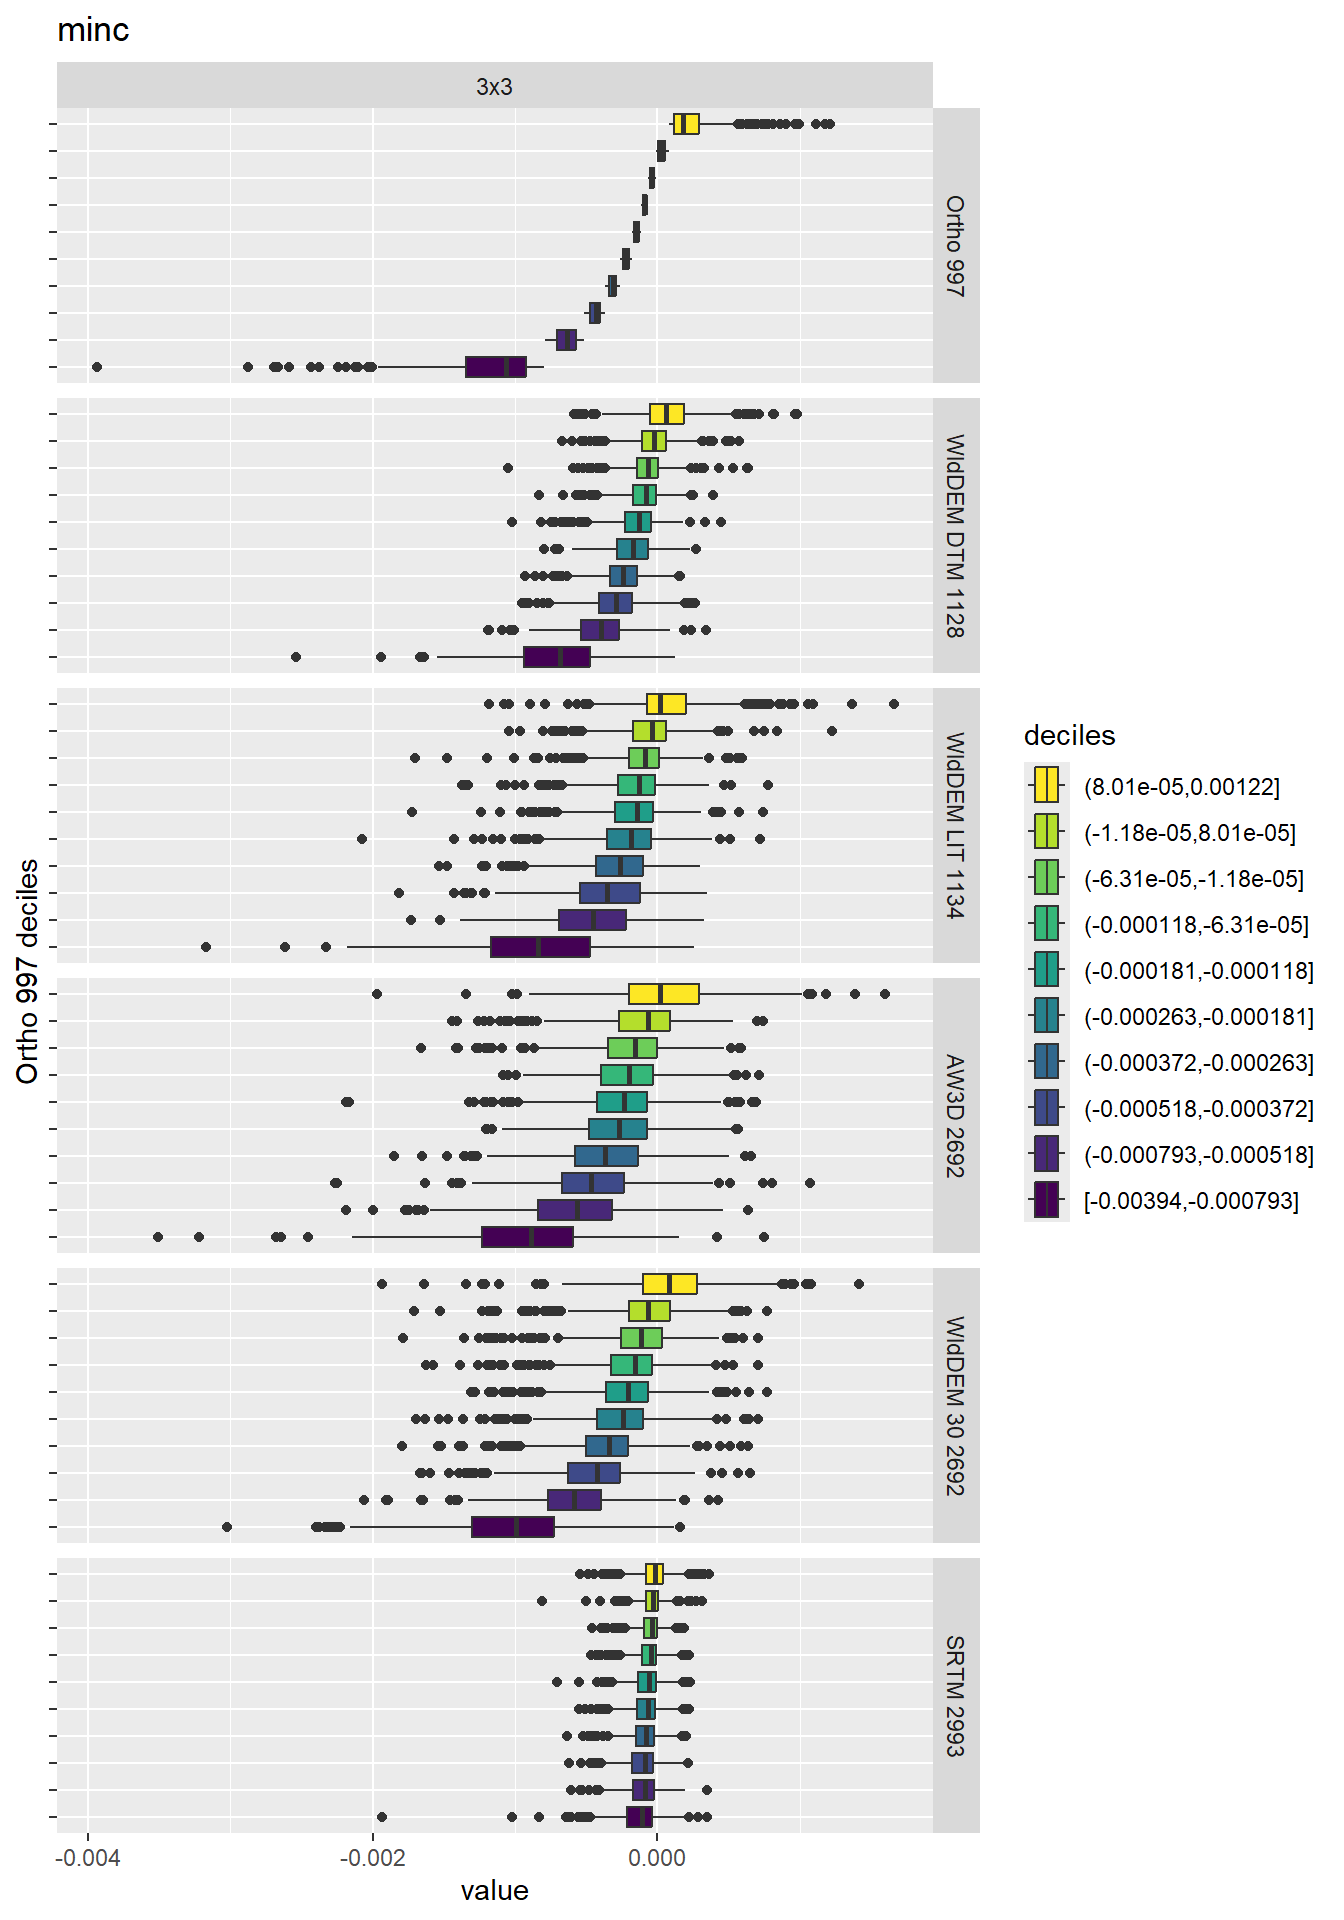 minc
3x3
Ortho 997
WldDEM DTM 1128
WldDEM LIT 1134
AW3D 2692
WldDEM 30 2692
SRTM 2993
Ortho 997 deciles
-0.004
-0.002
0.000
value
deciles
(8.01e-05,0.00122]
(-1.18e-05,8.01e-05]
(-6.31e-05,-1.18e-05]
(-0.000118,-6.31e-05]
(-0.000181,-0.000118]
(-0.000263,-0.000181]
(-0.000372,-0.000263]
(-0.000518,-0.000372]
(-0.000793,-0.000518]
[-0.00394,-0.000793]